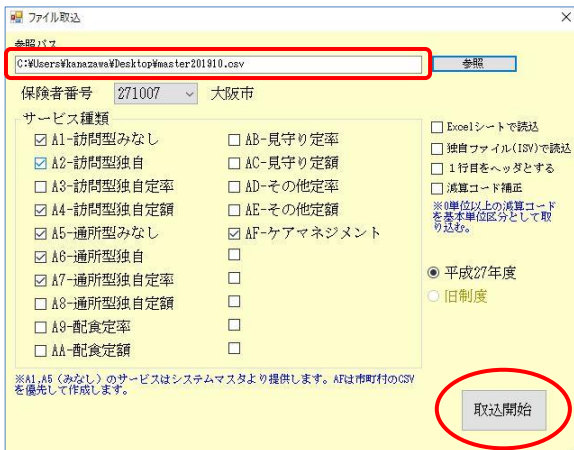 ファイル取込
参照パス
C:¥Users¥kanazawa¥Desktop¥master201910.csv
参照
保険者番号 271007 大阪市
サービス種類
A1-訪問型みなし
A2-訪問型独自
A3-訪問型独自定率
A4-訪問型独自定額
A5-通所型みなし
A6-通所型独自
A7-通所型独自定率
A8-通所型独自定額
A9-配食定率
AA-配食定額
AB-見守り定率
AC-見守り定額
AD-その他定率
AE-その他定額
AF-ケアマネジメント
Excelシートで読込
独自ファイル(ISV)で読込
1行目をヘッダとする
減算コード補正
※0単位以上の減算コード
を基本単位区分として取
り込む。
平成27年度
旧制度
※A1,A5（みなし）のサービスはシステムマスタより提供します。AFは市町村のCSV
を優先して作成します。
取込開始